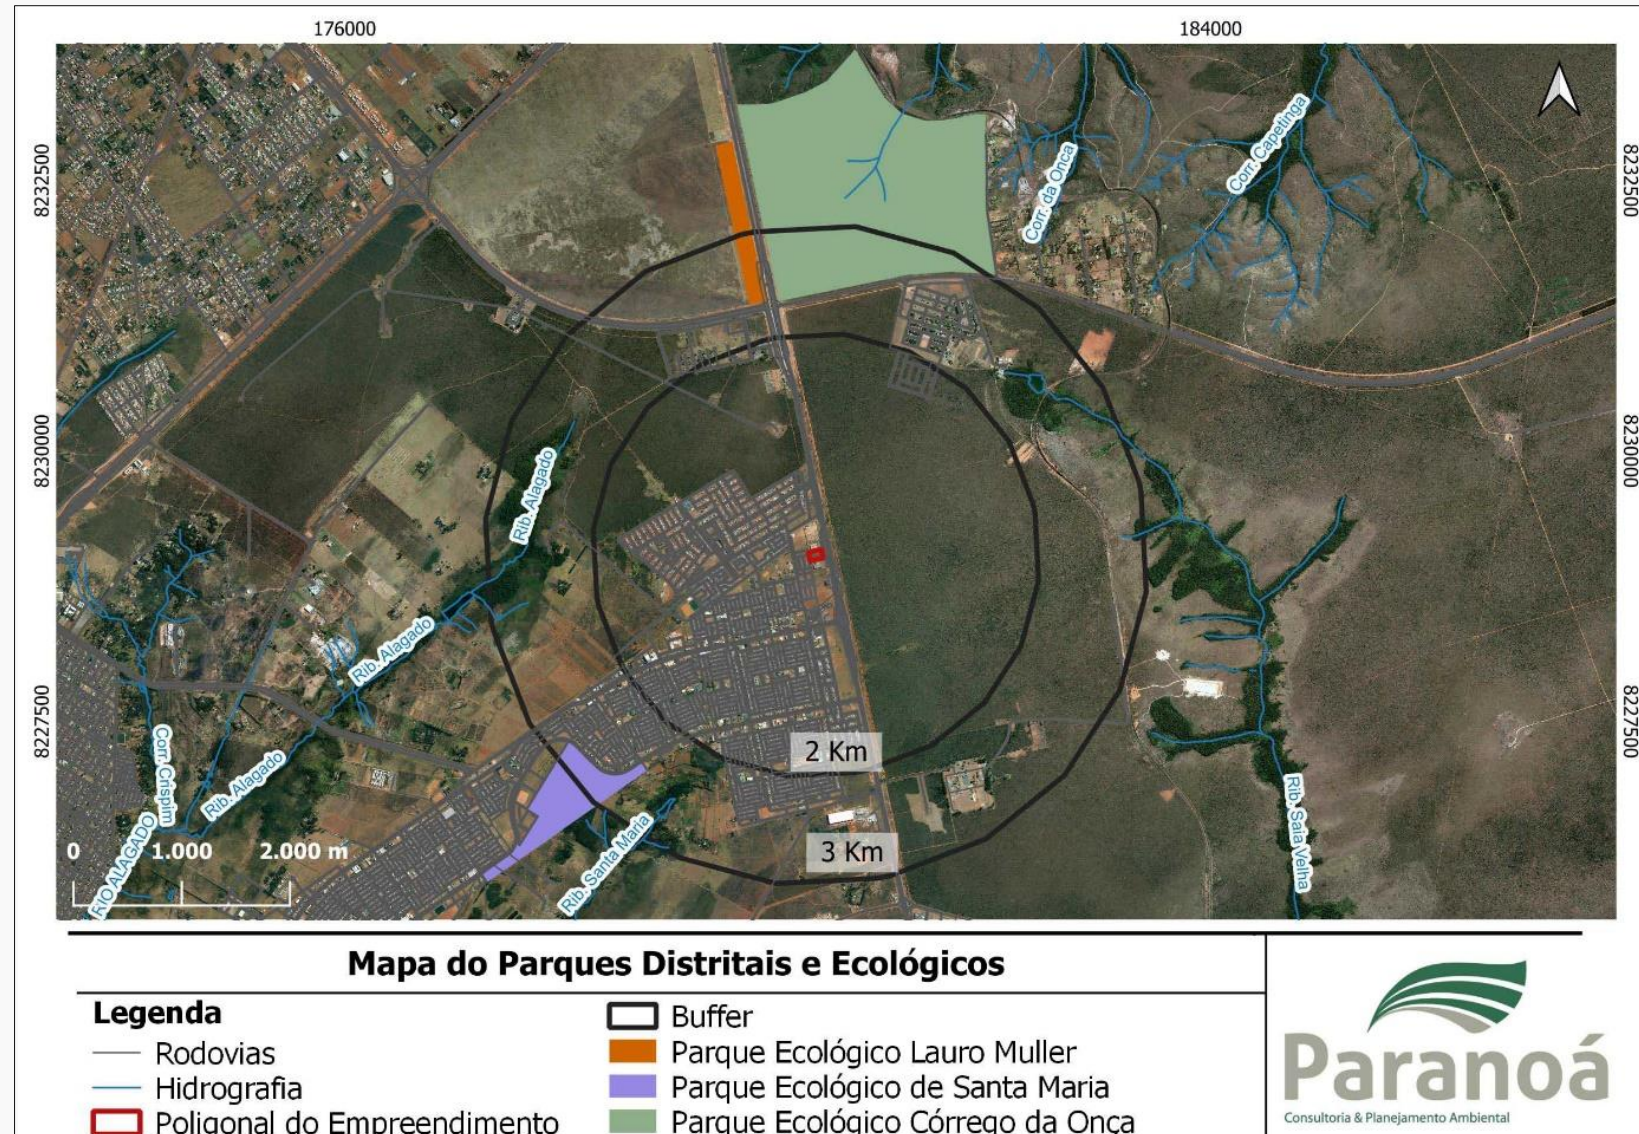 176000
184000
8232500
8232500
8230000
8230000
8227500
8227500
Corr. da Onça
Corr. Capetinga
Rib. Alagado
Rib. Alagado
Rib. Alagado
Corr. Crispim
RIO ALAGADO
Rib. Santa Maria
Rib. Saia Velha
2 Km
3 Km
0 1.000 2.000 m
Mapa do Parques Distritais e Ecológicos
Legenda
Rodovias
Hidrografia
Poligonal do Empreendimento
Buffer
Parque Ecológico Lauro Muller
Parque Ecológico de Santa Maria
Parque Ecológico Córrego da Onça
Paranoá
Consultoria & Planejamento Ambiental